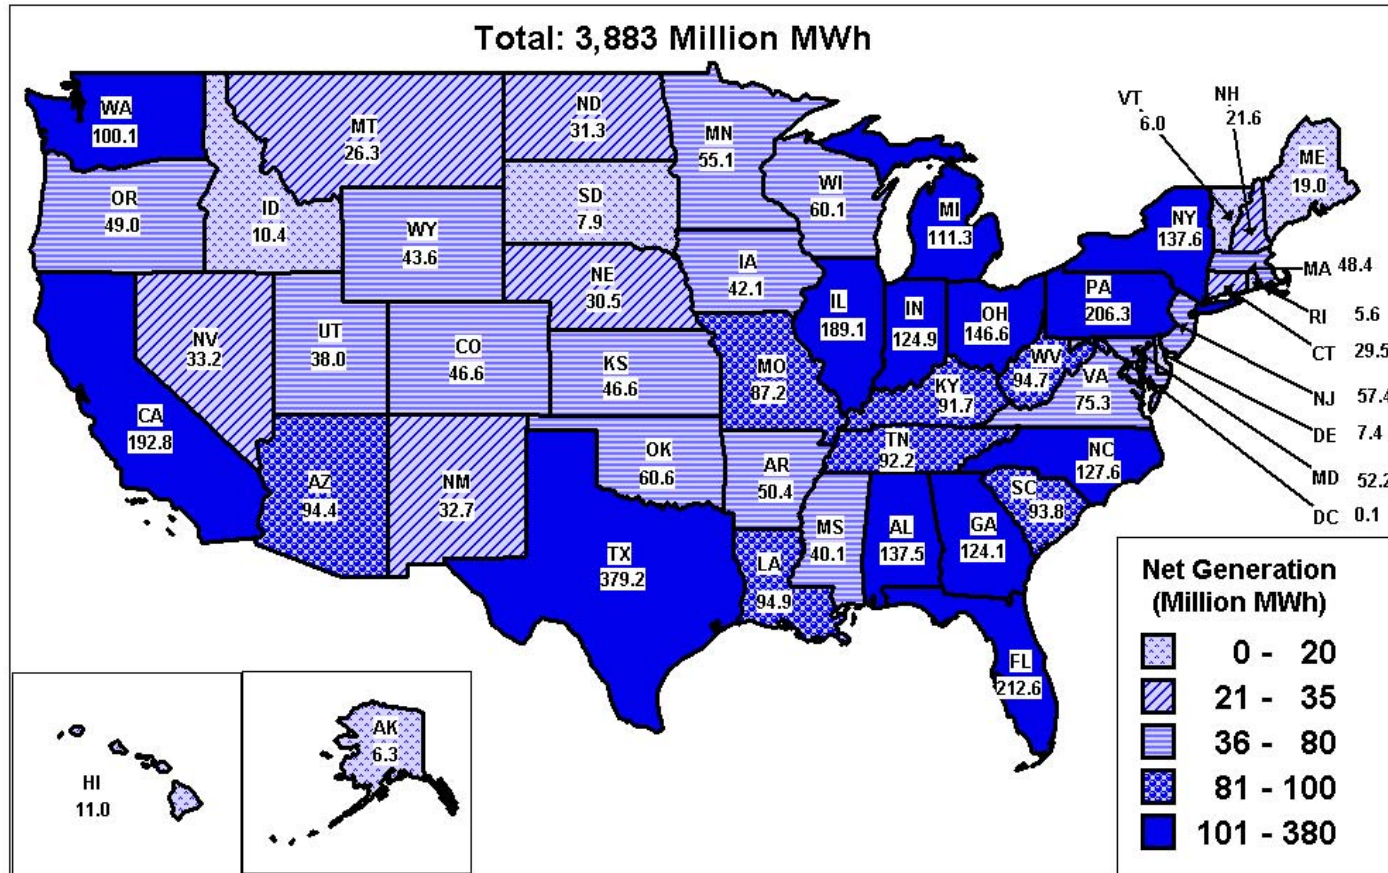 Total: 3,883 Million MWh
WA
100.1
MT
26.3
ND
31.3
MN
55.1
VT
6.0
NH
21.6
ME
19.0
OR
49.0
ID
10.4
WY
43.6
SD
7.9
WI
60.1
MI
111.3
NY
137.6
MA 48.4
NE
30.5
IA
42.1
IL
189.1
IN
124.9
OH
146.6
PA
206.3
RI 5.6
CT 29.5
NV
33.2
UT
38.0
CO
46.6
KS
46.6
MO
87.2
KY
91.7
WV
94.7
VA
75.3
NJ 57.4
DE 7.4
MD 52.2
DC 0.1
CA
192.8
AZ
94.4
NM
32.7
OK
60.6
AR
50.4
TN
92.2
NC
127.6
SC
93.8
TX
379.2
LA
94.9
MS
40.1
AL
137.5
GA
124.1
FL
212.6
HI
11.0
AK
6.3
Net Generation
(Million MWh)
0 - 20
21 - 35
36 - 80
81 - 100
101 - 380